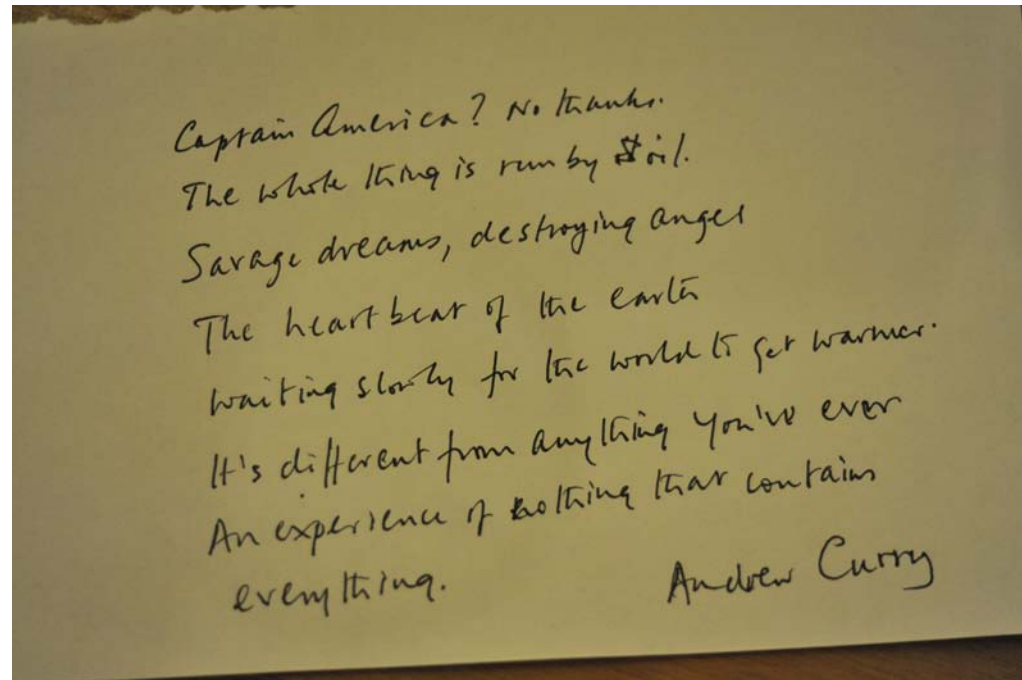 Captain America? No thanks.
The whole thing is run by oil.
Savage dreams, destroying angel
The heartbeat of the earth
waiting slowly for the world to get warmer.
It's different from anything you've ever
An experience of nothing that contains
everything.
Andrew Curry